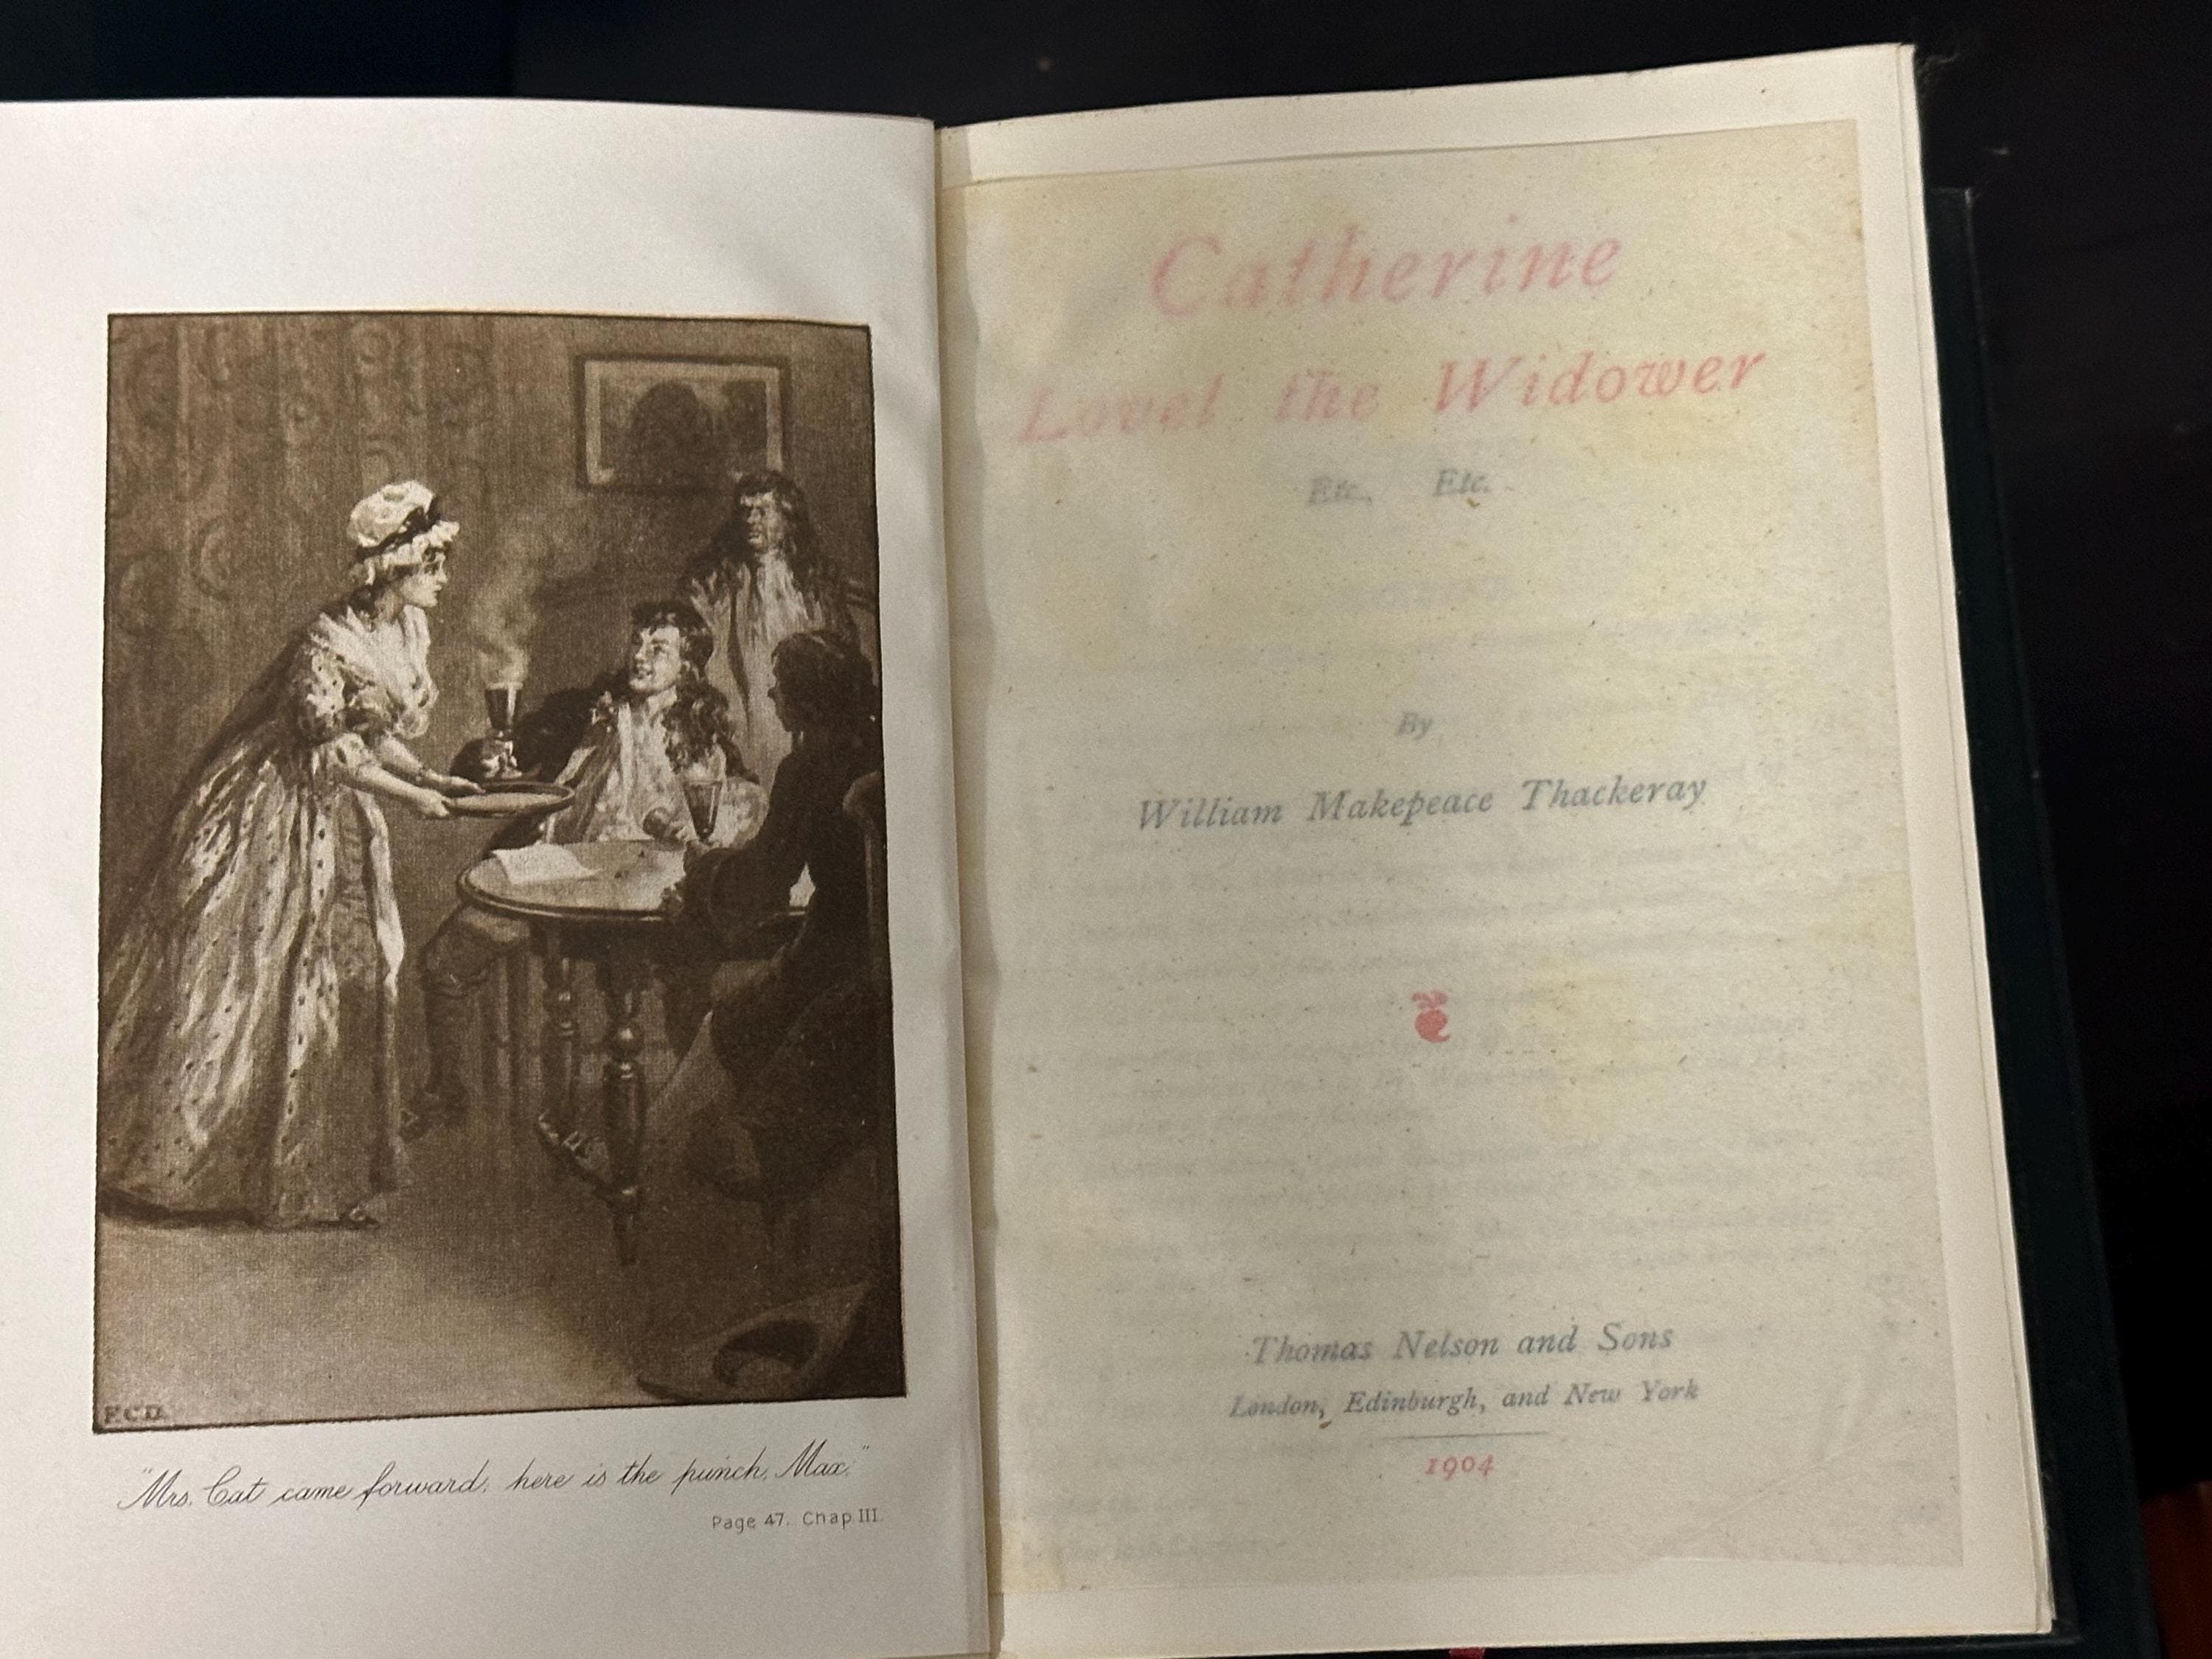 F.C.D.
"Mrs. Cat came forward; here is the punch, Max."
Page 47. Chap. III.
Catherine
Lovel the Widower
Etc., Etc.
By
William Makepeace Thackeray
Thomas Nelson and Sons
London, Edinburgh, and New York
1904